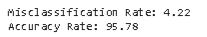 Misclassification Rate: 4.22
Accuracy Rate: 95.78